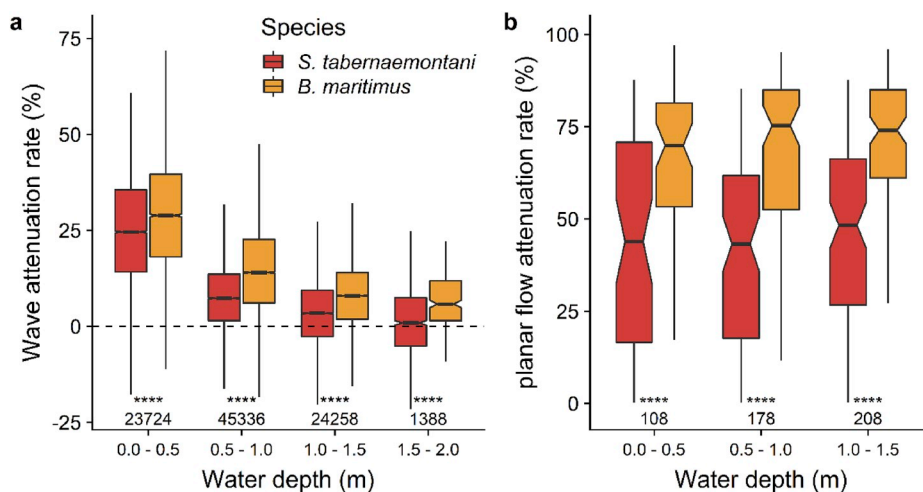 a
Species
S. tabernaemontani
B. maritimus
Wave attenuation rate (%)
75
50
25
0
-25
**** **** **** ****
23724 45336 24258 1388
0.0 - 0.5 0.5 - 1.0 1.0 - 1.5 1.5 - 2.0
Water depth (m)
b
planar flow attenuation rate (%)
100
75
50
25
0
**** **** ****
108 178 208
0.0 - 0.5 0.5 - 1.0 1.0 - 1.5
Water depth (m)